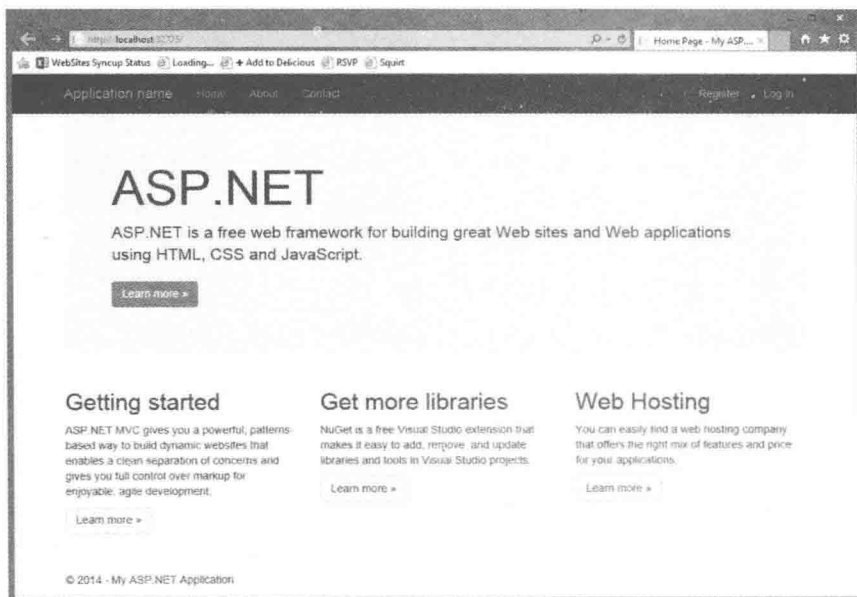 http://localhost:
Home Page - My ASP....
WebSites Syncup Status Loading... + Add to Delicious RSVP Squirt
Application name Home About Contact Register Log in
ASP.NET
ASP.NET is a free web framework for building great Web sites and Web applications
using HTML, CSS and JavaScript.
Learn more »
Getting started
ASP.NET MVC gives you a powerful, patterns-
based way to build dynamic websites that
enables a clean separation of concerns and
gives you full control over markup for
enjoyable, agile development.
Learn more »
Get more libraries
NuGet is a free Visual Studio extension that
makes it easy to add, remove, and update
libraries and tools in Visual Studio projects.
Learn more »
Web Hosting
You can easily find a web hosting company
that offers the right mix of features and price
for your applications.
Learn more »
© 2014 - My ASP.NET Application